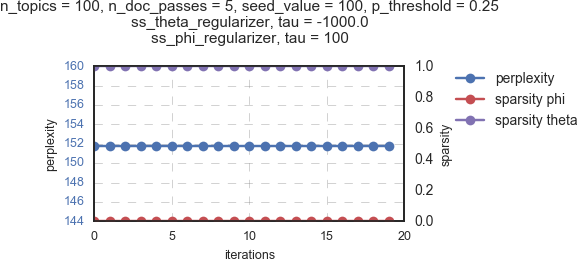 n_topics = 100, n_doc_passes = 5, seed_value = 100, p_threshold = 0.25
ss_theta_regularizer, tau = -1000.0
ss_phi_regularizer, tau = 100
160
158
156
154
152
150
148
146
144
perplexity
0
5
10
15
20
iterations
1.0
0.8
0.6
0.4
0.2
0.0
sparsity
perplexity
sparsity phi
sparsity theta